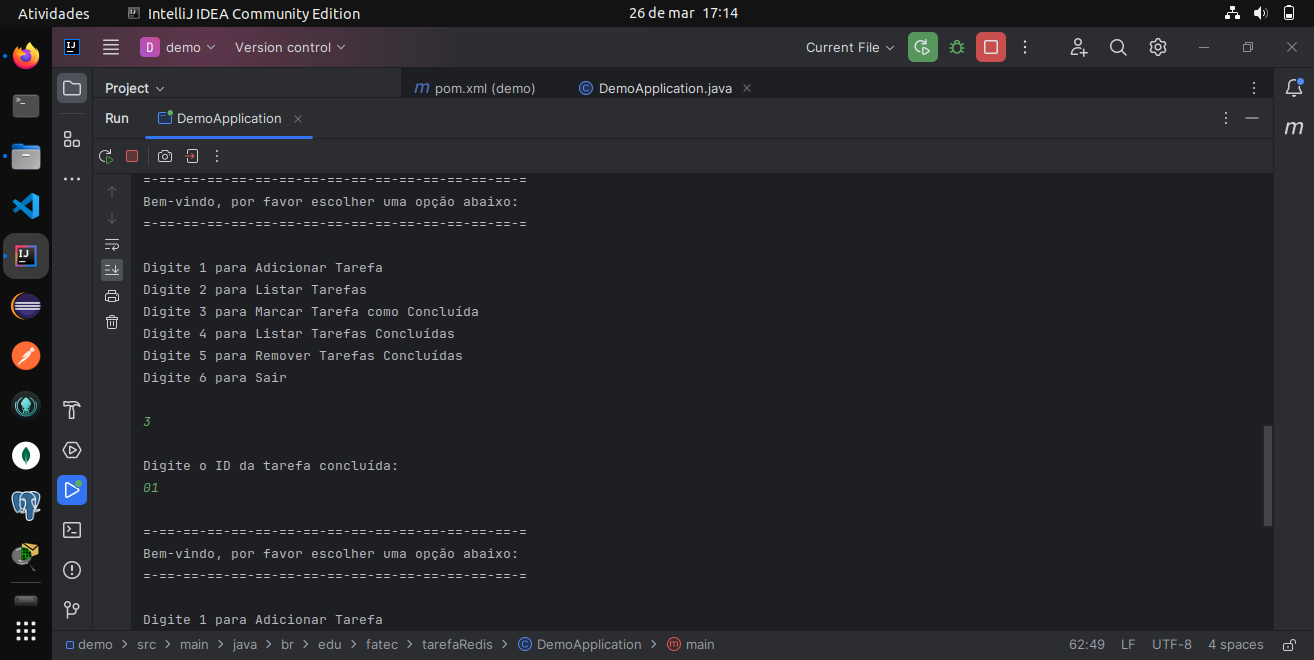 Atividades
IntelliJ IDEA Community Edition
26 de mar 17:14
IJ
D demo
Version control
Current File
Project
m pom.xml (demo)
C DemoApplication.java
Run
DemoApplication
m
=-==-==-==-==-==-==-==-==-==-==-==-==-==-==-==-=
Bem-vindo, por favor escolher uma opção abaixo:
=-==-==-==-==-==-==-==-==-==-==-==-==-==-==-==-=
Digite 1 para Adicionar Tarefa
Digite 2 para Listar Tarefas
Digite 3 para Marcar Tarefa como Concluída
Digite 4 para Listar Tarefas Concluídas
Digite 5 para Remover Tarefas Concluídas
Digite 6 para Sair
3
Digite o ID da tarefa concluída:
01
=-==-==-==-==-==-==-==-==-==-==-==-==-==-==-==-=
Bem-vindo, por favor escolher uma opção abaixo:
=-==-==-==-==-==-==-==-==-==-==-==-==-==-==-==-=
Digite 1 para Adicionar Tarefa
demo > src > main > java > br > edu > fatec > tarefaRedis > C DemoApplication > m main
62:49 LF UTF-8 4 spaces